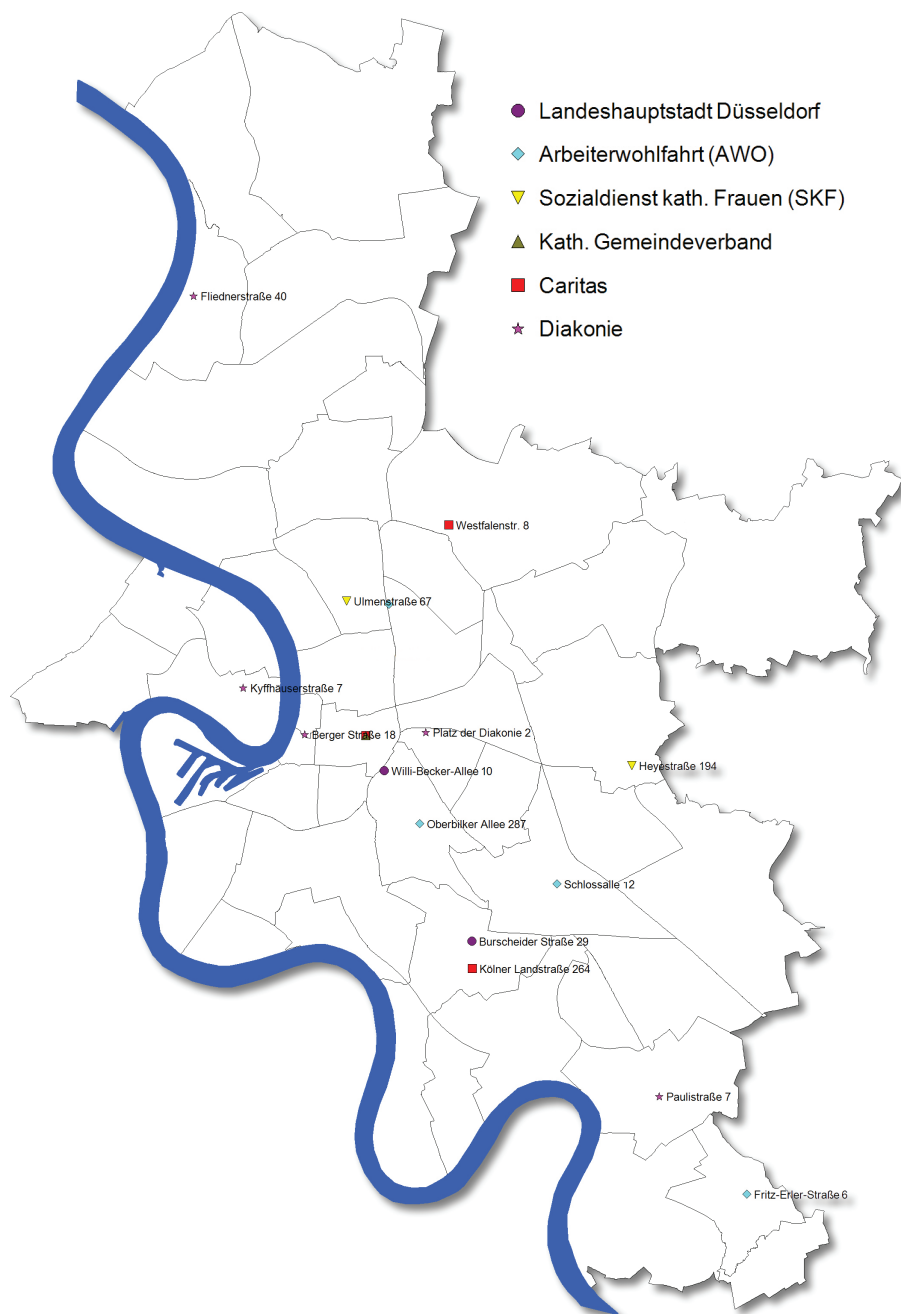 Landeshauptstadt Düsseldorf
Arbeiterwohlfahrt (AWO)
Sozialdienst kath. Frauen (SKF)
Kath. Gemeindeverband
Caritas
Diakonie
Fliednerstraße 40
Westfalenstr. 8
Ulmenstraße 67
Kyffhäuserstraße 7
Berger Straße 18
Platz der Diakonie 2
Willi-Becker-Allee 10
Heyestraße 194
Oberbilker Allee 287
Schlossalle 12
Burscheider Straße 29
Kölner Landstraße 264
Paulistraße 7
Fritz-Erler-Straße 6